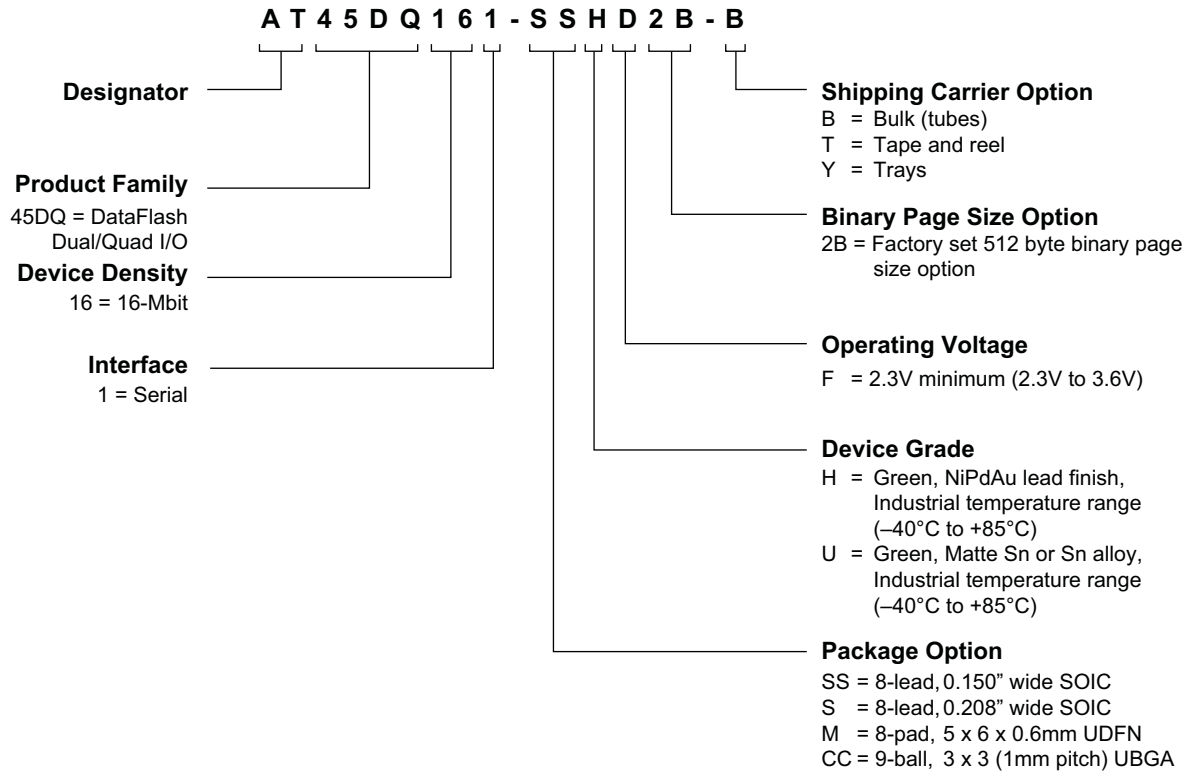 A T 4 5 D Q 1 6 1 - S S H D 2 B - B
Designator
Product Family
45DQ = DataFlash
Dual/Quad I/O
Device Density
16 = 16-Mbit
Interface
1 = Serial
Shipping Carrier Option
B = Bulk (tubes)
T = Tape and reel
Y = Trays
Binary Page Size Option
2B = Factory set 512 byte binary page
size option
Operating Voltage
F = 2.3V minimum (2.3V to 3.6V)
Device Grade
H = Green, NiPdAu lead finish,
Industrial temperature range
(–40°C to +85°C)
U = Green, Matte Sn or Sn alloy,
Industrial temperature range
(–40°C to +85°C)
Package Option
SS = 8-lead, 0.150” wide SOIC
S = 8-lead, 0.208” wide SOIC
M = 8-pad, 5 x 6 x 0.6mm UDFN
CC = 9-ball, 3 x 3 (1mm pitch) UBGA